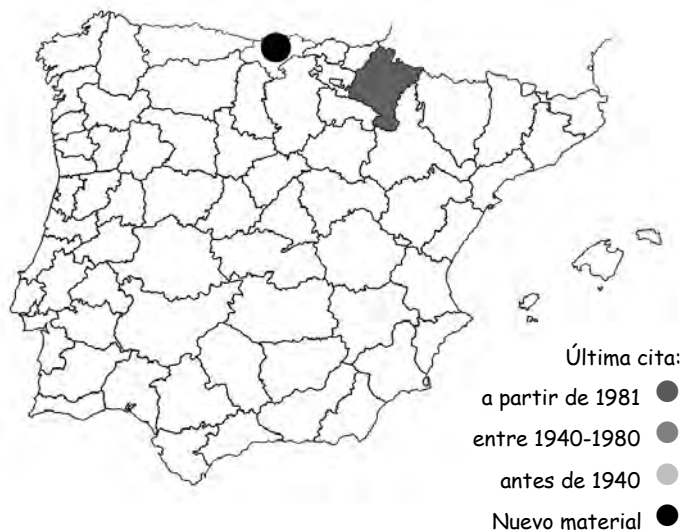 Última cita:
a partir de 1981
entre 1940-1980
antes de 1940
Nuevo material